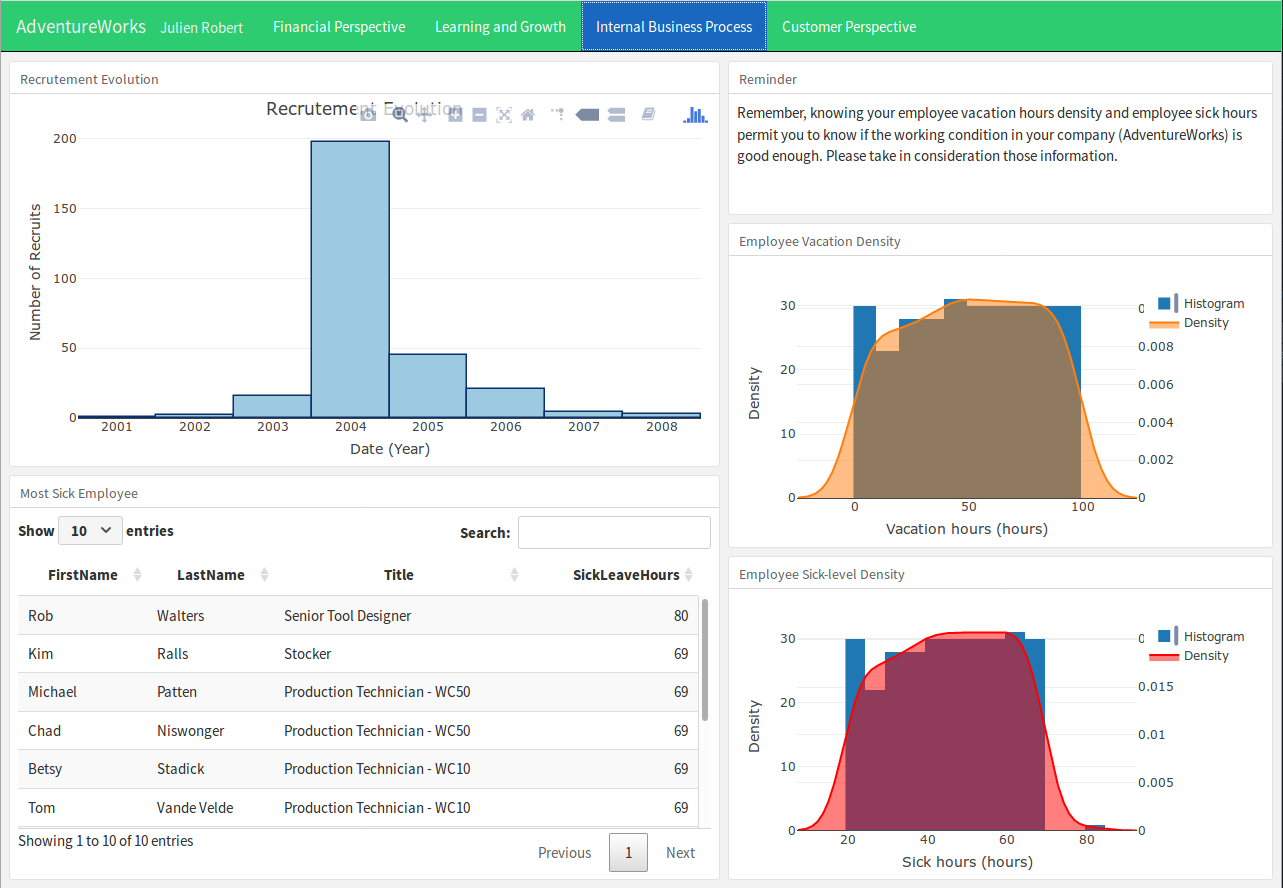 AdventureWorks Julien Robert Financial Perspective Learning and Growth Internal Business Process Customer Perspective
Recrutement Evolution
Recrutement Evolution
200
150
100
50
0
Number of Recruits
2001 2002 2003 2004 2005 2006 2007 2008
Date (Year)
Most Sick Employee
Show 10 entries Search:
FirstName LastName Title SickLeaveHours
Rob Walters Senior Tool Designer 80
Kim Ralls Stocker 69
Michael Patten Production Technician - WC50 69
Chad Niswonger Production Technician - WC50 69
Betsy Stadick Production Technician - WC10 69
Tom Vande Velde Production Technician - WC10 69
Showing 1 to 10 of 10 entries
Previous 1 Next
Reminder
Remember, knowing your employee vacation hours density and employee sick hours
permit you to know if the working condition in your company (AdventureWorks) is
good enough. Please take in consideration those information.
Employee Vacation Density
30
20
10
0
Density
0 50 100
Vacation hours (hours)
0.008
0.006
0.004
0.002
0
Histogram
Density
Employee Sick-level Density
30
20
10
0
Density
20 40 60 80
Sick hours (hours)
0.015
0.01
0.005
0
Histogram
Density